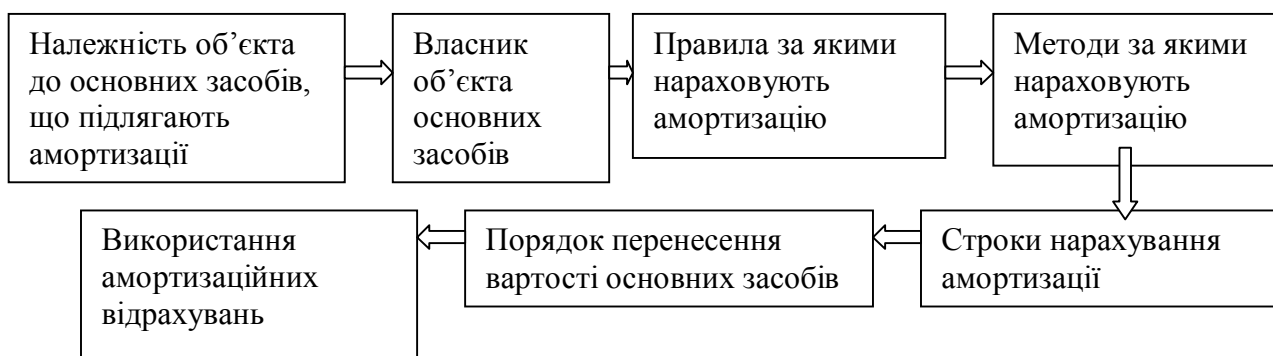 Належність об’єкта
до основних засобів,
що підлягають
амортизації
Власник
об’єкта
основних
засобів
Правила за якими
нараховують
амортизацію
Методи за якими
нараховують
амортизацію
Строки нарахування
амортизації
Порядок перенесення
вартості основних засобів
Використання
амортизаційних
відрахувань